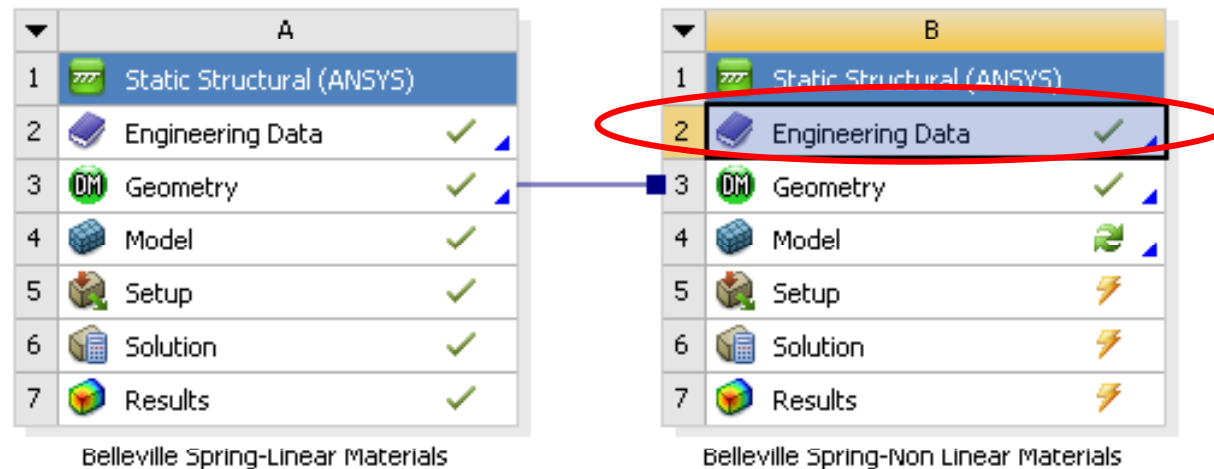 A
1 Static Structural (ANSYS)
2 Engineering Data
3 DM Geometry
4 Model
5 Setup
6 Solution
7 Results
Belleville Spring-Linear Materials
B
1 Static Structural (ANSYS)
2 Engineering Data
3 DM Geometry
4 Model
5 Setup
6 Solution
7 Results
Belleville Spring-Non Linear Materials